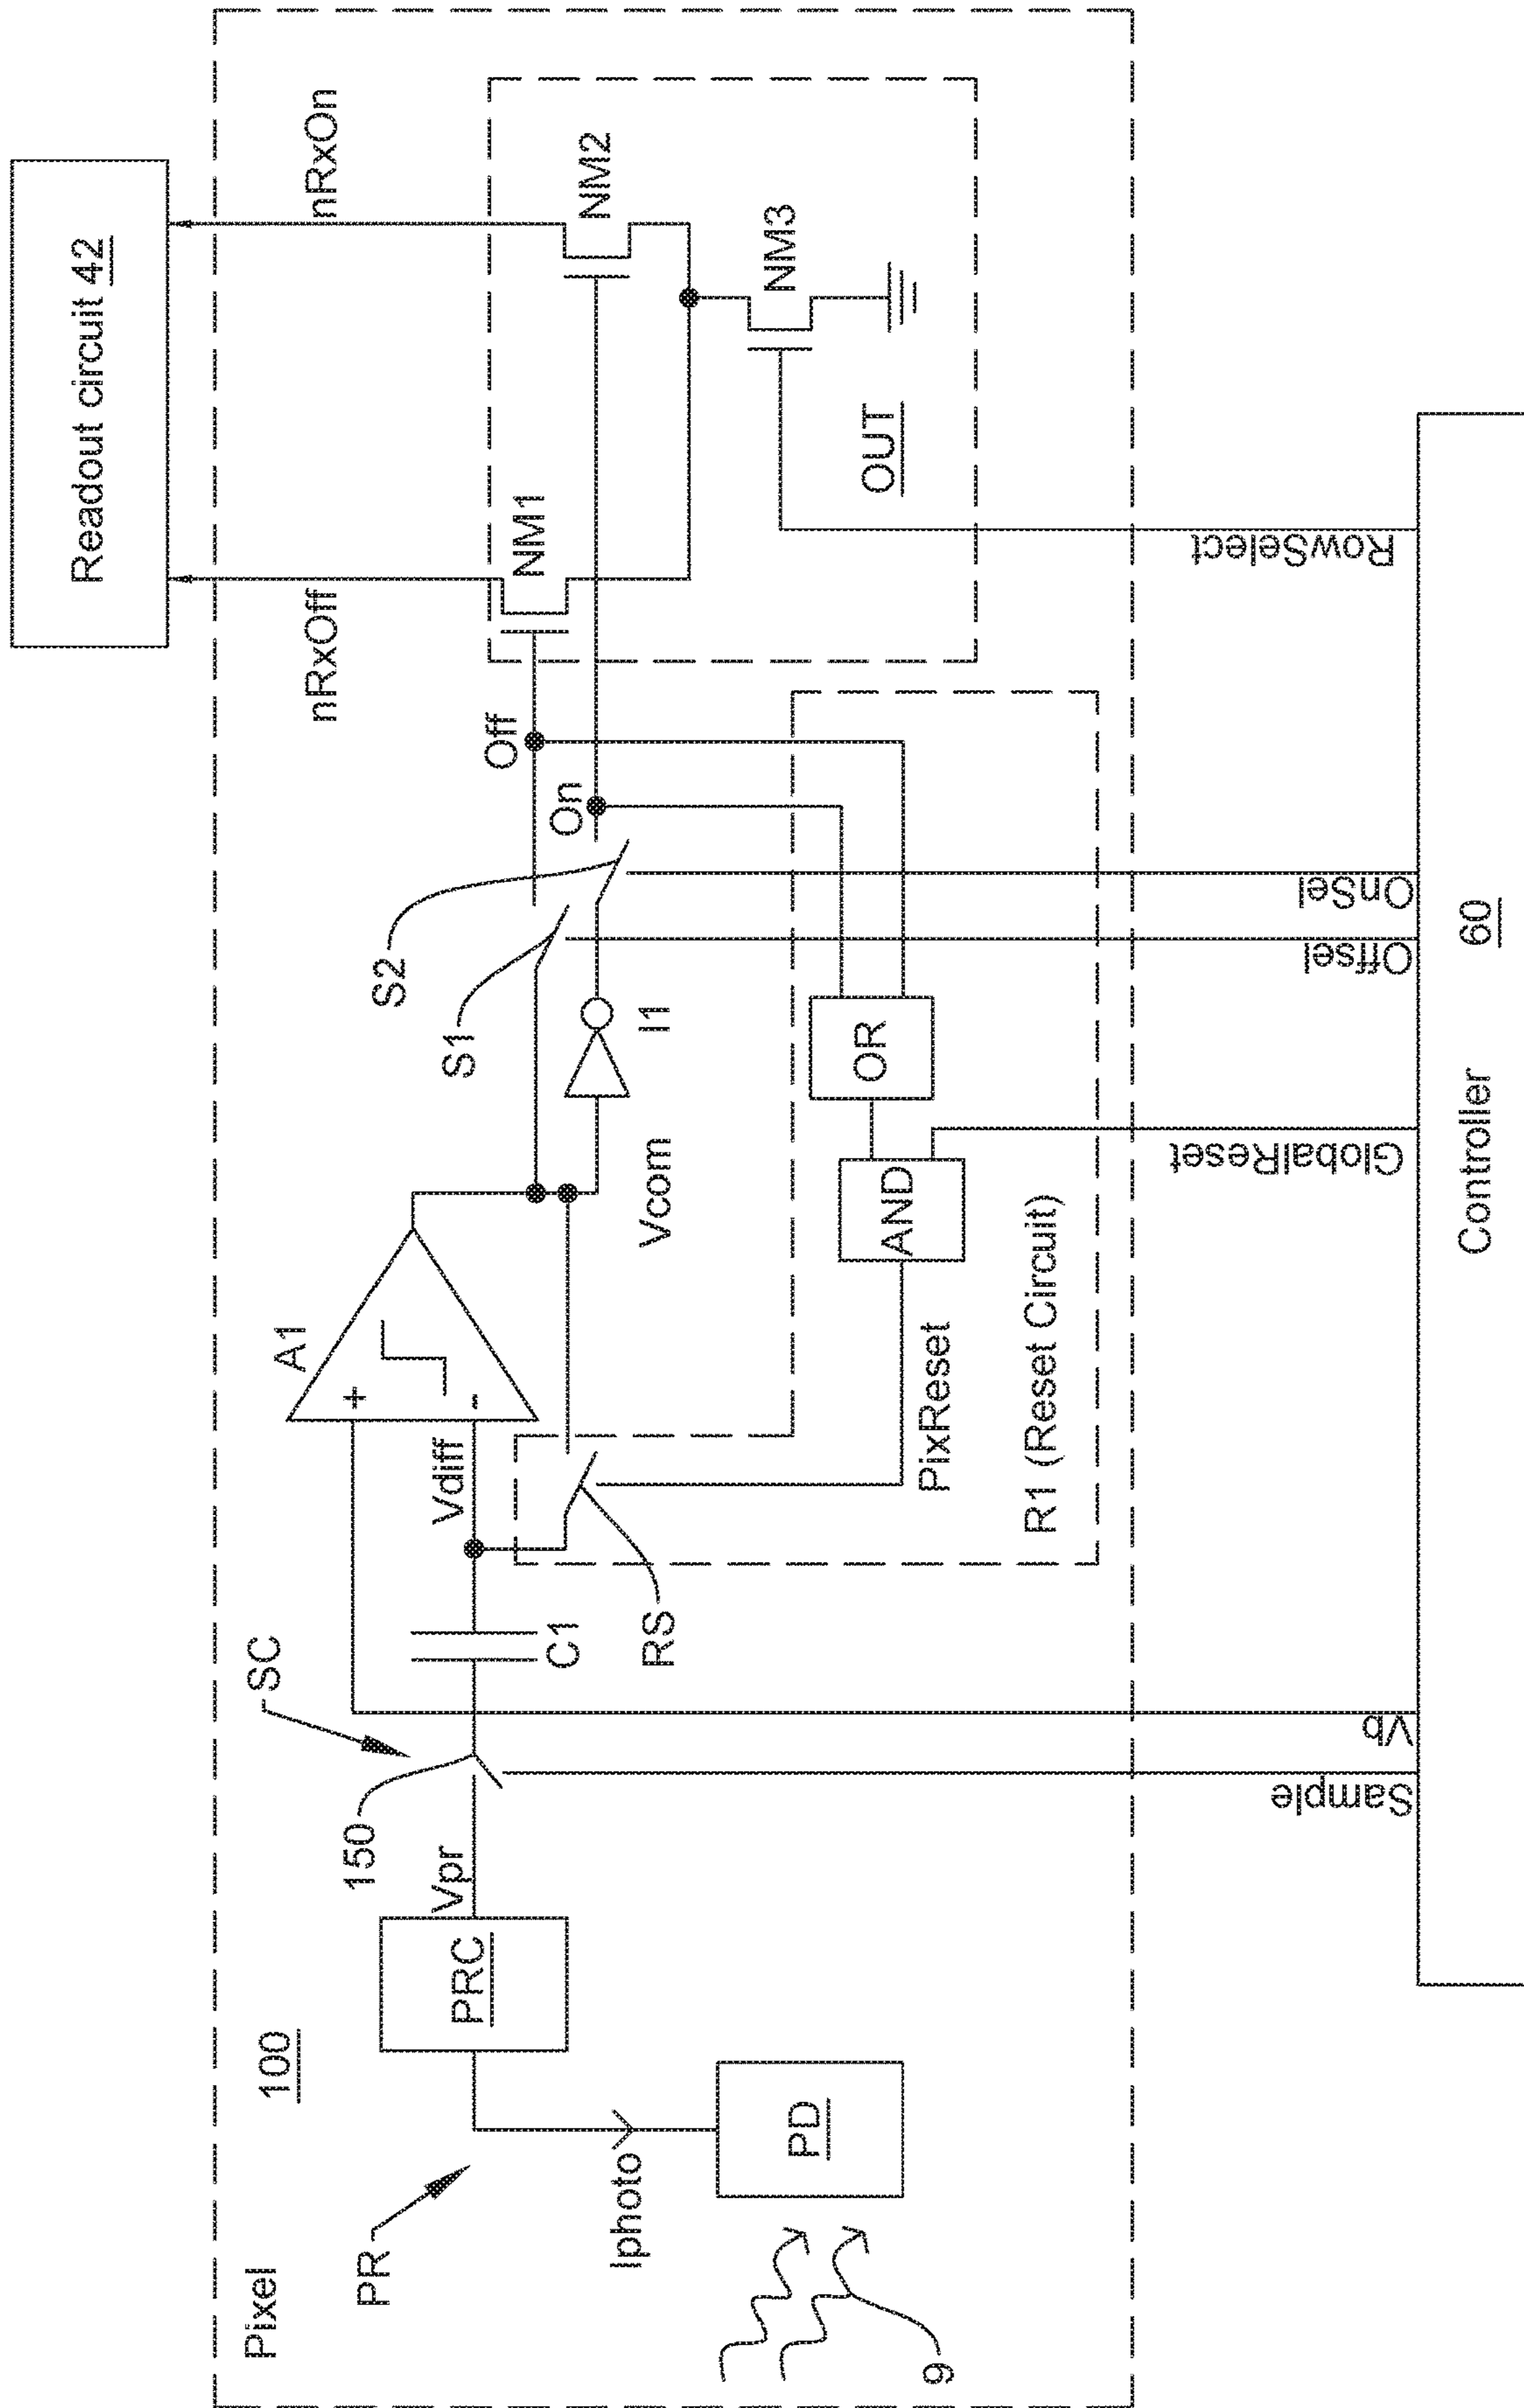 Readout circuit 42
nRxOff
nRxOn
Pixel
100
PR
PRC
Vpr
150
SC
Iphoto
PD
9
C1
RS
Vdiff
A1
+
-
Vcom
I1
S1
S2
Off
On
NM1
NM2
NM3
OUT
OR
AND
PixReset
R1 (Reset Circuit)
Sample
Vb
GlobalReset
Offsel
OnSel
RowSelect
Controller
60